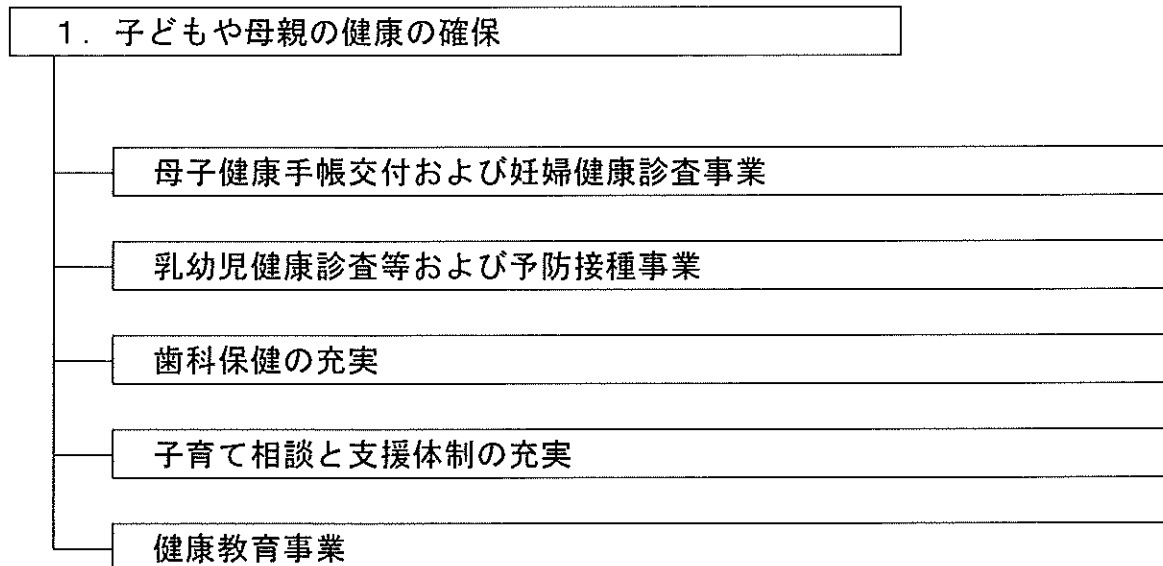 １．子どもや母親の健康の確保
母子健康手帳交付および妊婦健康診査事業
乳幼児健康診査等および予防接種事業
歯科保健の充実
子育て相談と支援体制の充実
健康教育事業